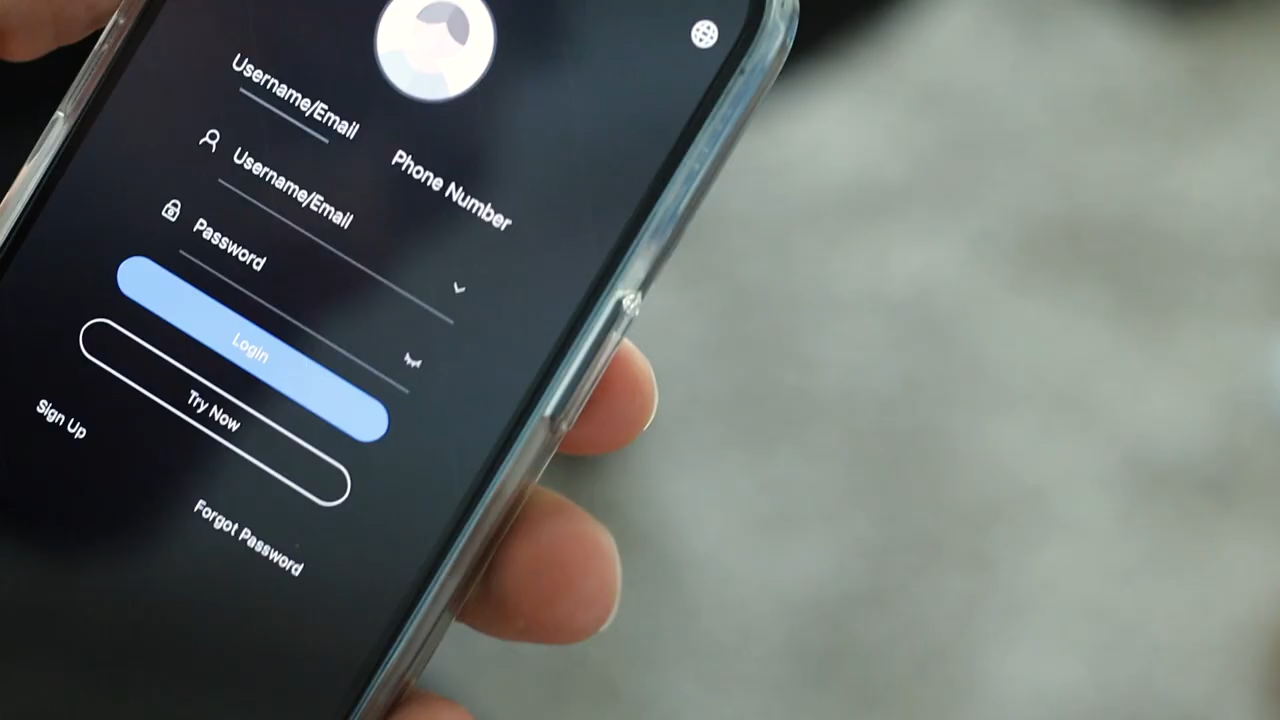 Username/Email
Phone Number
Username/Email
Password
Login
Try Now
Sign Up
Forgot Password